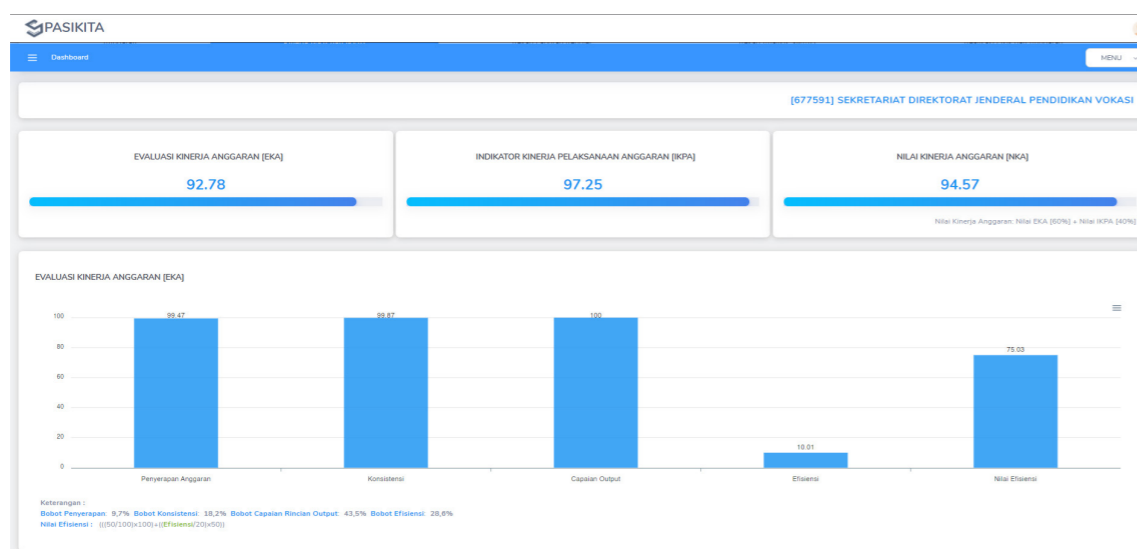 SPASIKITA
Dashboard
MENU
[677591] SEKRETARIAT DIREKTORAT JENDERAL PENDIDIKAN VOKASI
EVALUASI KINERJA ANGGARAN [EKA]
92.78
INDIKATOR KINERJA PELAKSANAAN ANGGARAN [IKPA]
97.25
NILAI KINERJA ANGGARAN [NKA]
94.57
Nilai Kinerja Anggaran: Nilai EKA [60%] + Nilai IKPA [40%]
EVALUASI KINERJA ANGGARAN [EKA]
100
80
60
40
20
0
99.47
99.87
100
10.01
75.03
Penyerapan Anggaran
Konsistensi
Capaian Output
Efisiensi
Nilai Efisiensi
Keterangan :
Bobot Penyerapan: 9,7% Bobot Konsistensi: 18,2% Bobot Capaian Rincian Output: 43,5% Bobot Efisiensi: 28,6%
Nilai Efisiensi : (((50/100)x100)+((Efisiensi/20)x50))